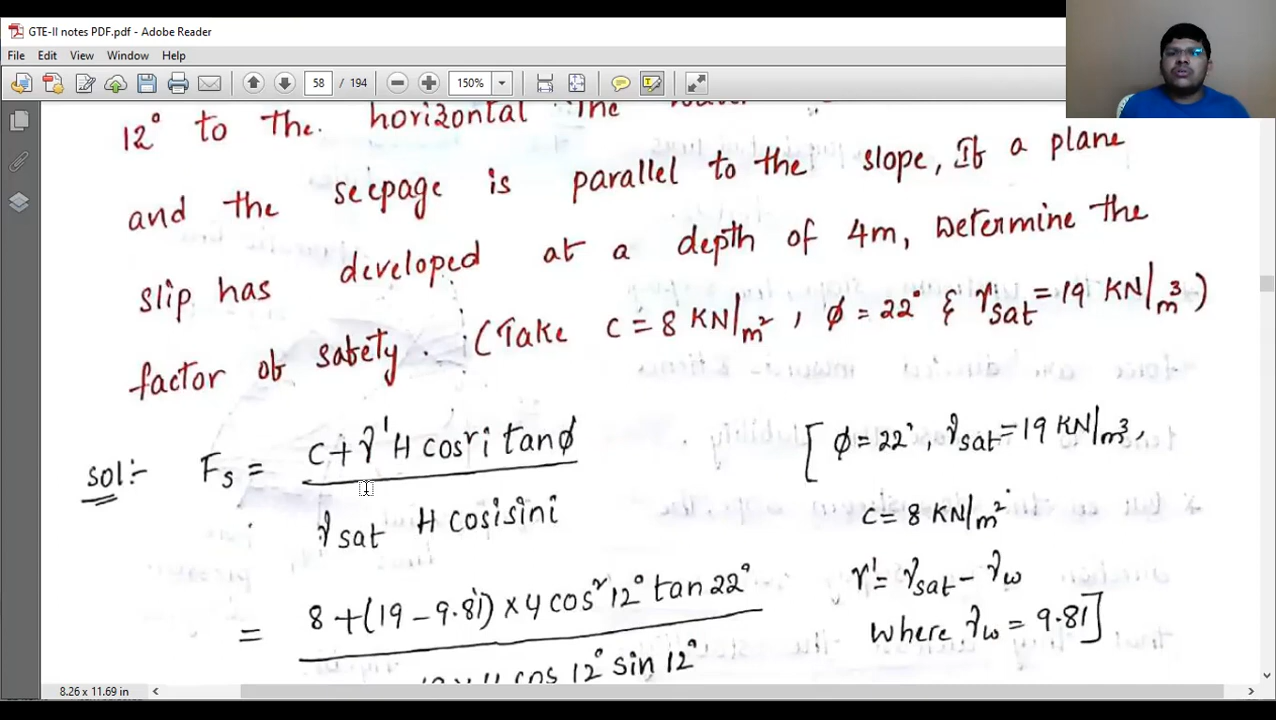 GTE-II notes PDF.pdf - Adobe Reader
File Edit View Window Help
58 / 194 150%
12° to the horizontal The
and the seepage is parallel to the slope, If a plane
slip has developed at a depth of 4m, Determine the
factor of safety. (Take c = 8 KN/m², φ = 22° & γsat = 19 KN/m³)
sol:- Fs = c + γ'H cos²i tanφ / γsat H cosi sini
[φ = 22°, γsat = 19 KN/m³,
c = 8 KN/m²
γ' = γsat - γw
where γw = 9.81]
= 8 + (19 - 9.81) × 4 cos²12° tan 22°
cos 12° sin 12°
8.26 x 11.69 in